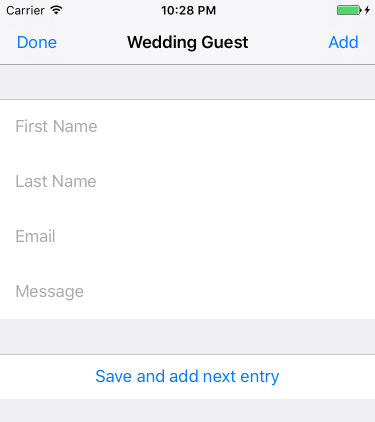 Carrier 10:28 PM
Done Wedding Guest Add
First Name
Last Name
Email
Message
Save and add next entry